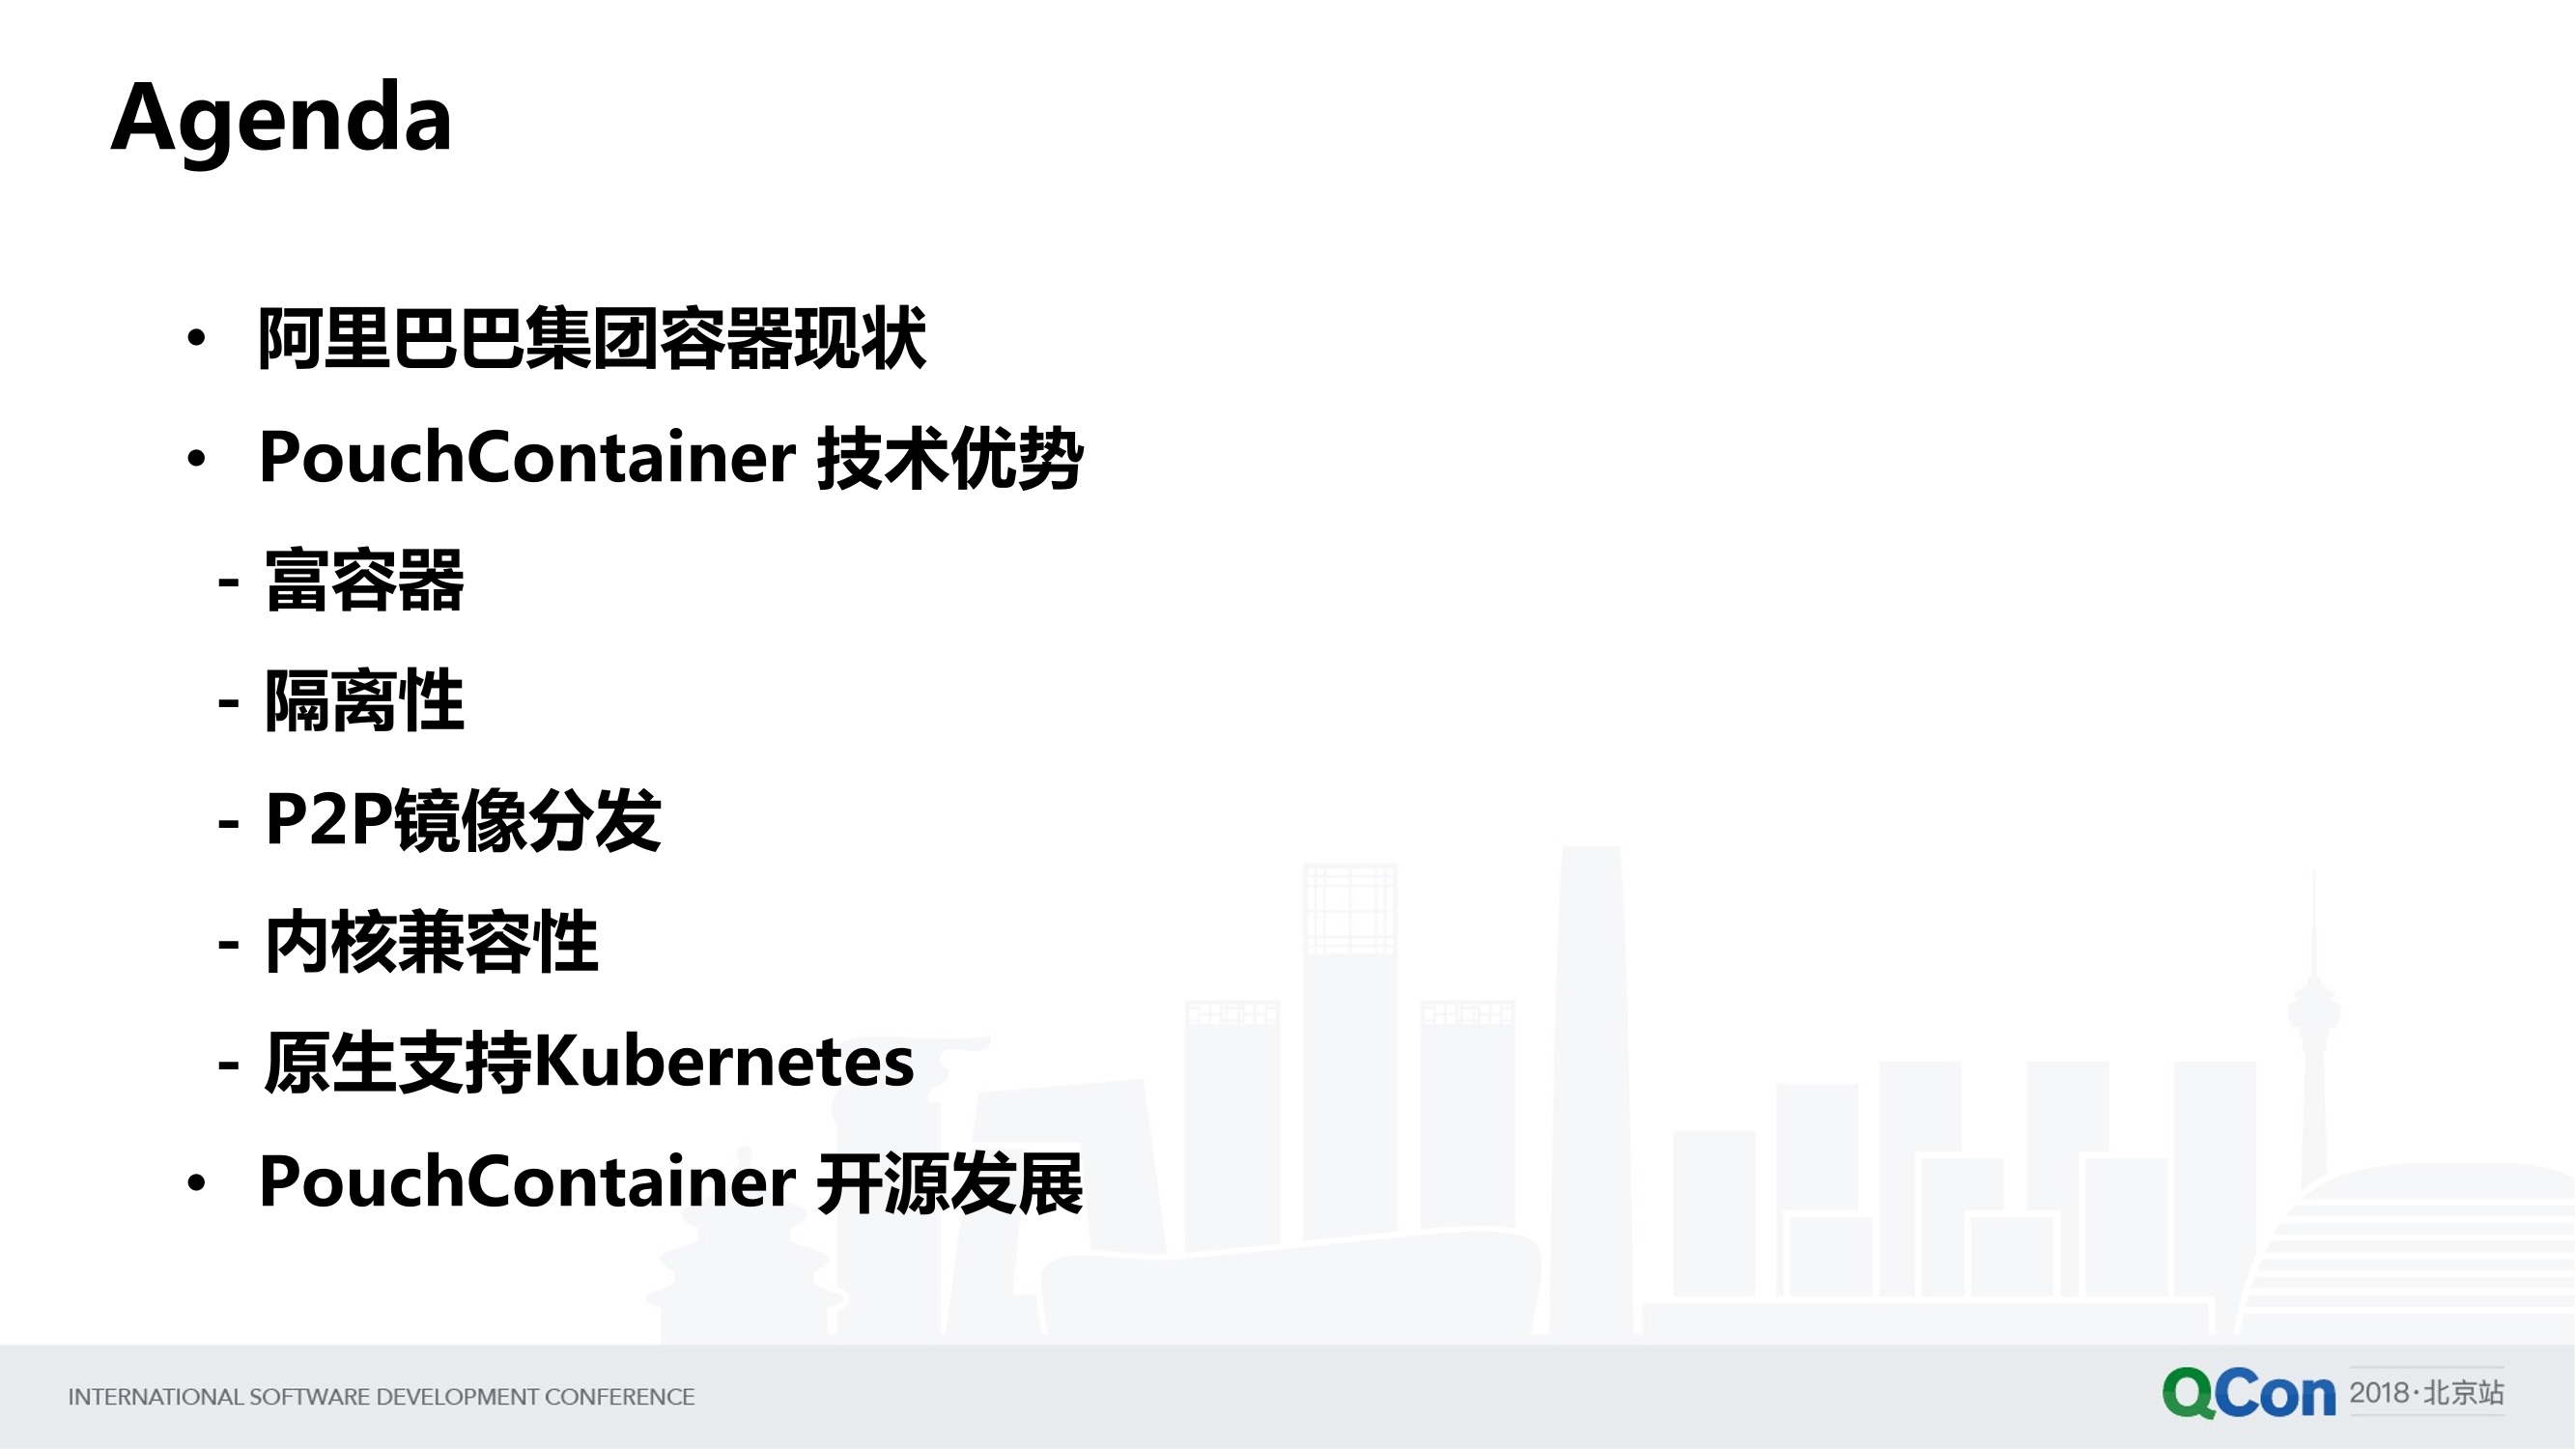 Agenda
• 阿里巴巴集团容器现状
• PouchContainer 技术优势
- 富容器
- 隔离性
- P2P镜像分发
- 内核兼容性
- 原生支持Kubernetes
• PouchContainer 开源发展
INTERNATIONAL SOFTWARE DEVELOPMENT CONFERENCE
QCon 2018·北京站